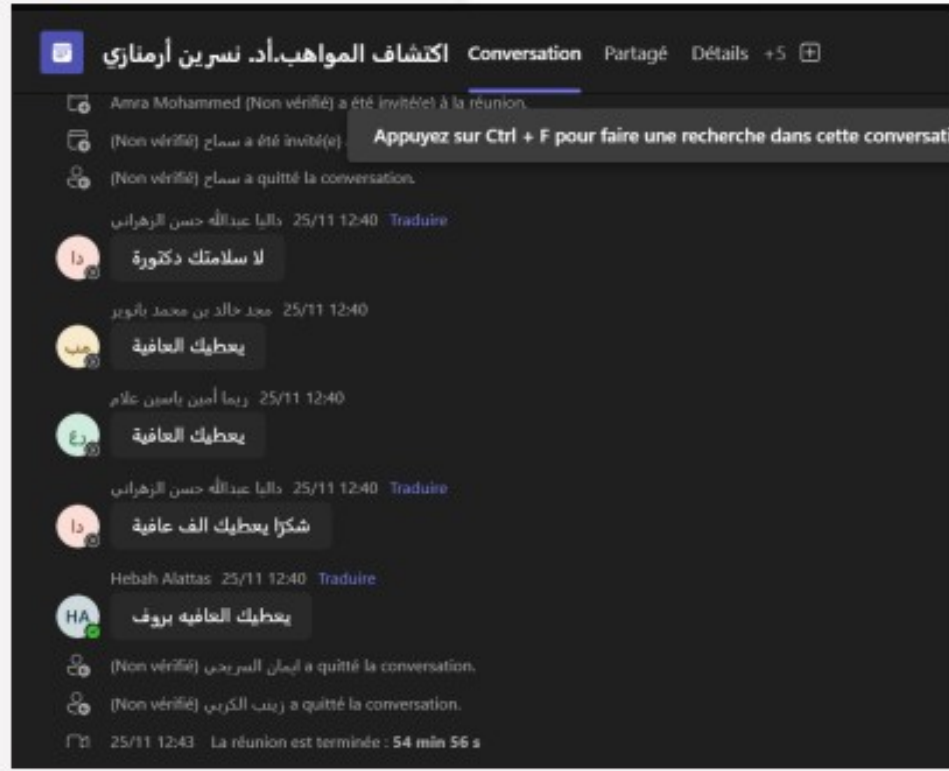 اكتشاف المواهب.أد. نسرين أرمنازي Conversation Partagé Détails +5
Amra Mohammed (Non vérifié) a été invité(e) à la réunion.
(Non vérifié) سماح a été invité(e)
Appuyez sur Ctrl + F pour faire une recherche dans cette conversati
(Non vérifié) سماح a quitté la conversation.
داليا عبدالله حسن الزهراني 25/11 12:40 Traduire
دا
لا سلامتك دكتورة
مجد خالد بن محمد باتوبر 25/11 12:40
مب
يعطيك العافية
ريما أمين ياسين علام 25/11 12:40
رع
يعطيك العافية
داليا عبدالله حسن الزهراني 25/11 12:40 Traduire
دا
شكرًا يعطيك الف عافية
Hebah Alattas 25/11 12:40 Traduire
HA
يعطيك العافيه بروف
(Non vérifié) ايمان السريحي a quitté la conversation.
(Non vérifié) زينب الكربي a quitté la conversation.
25/11 12:43 La réunion est terminée : 54 min 56 s